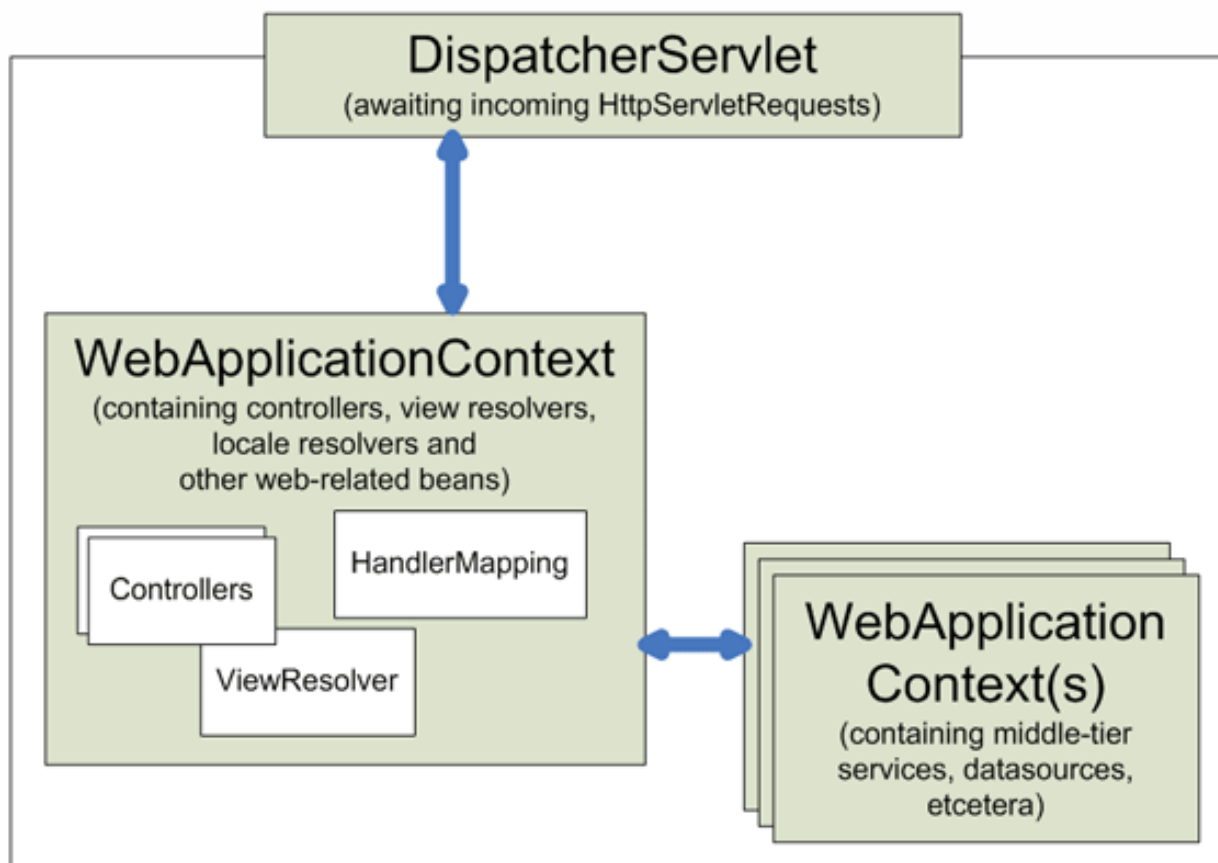 DispatcherServlet
(awaiting incoming HttpServletRequests)
WebApplicationContext
(containing controllers, view resolvers,
locale resolvers and
other web-related beans)
Controllers
HandlerMapping
ViewResolver
WebApplication
Context(s)
(containing middle-tier
services, datasources,
etcetera)